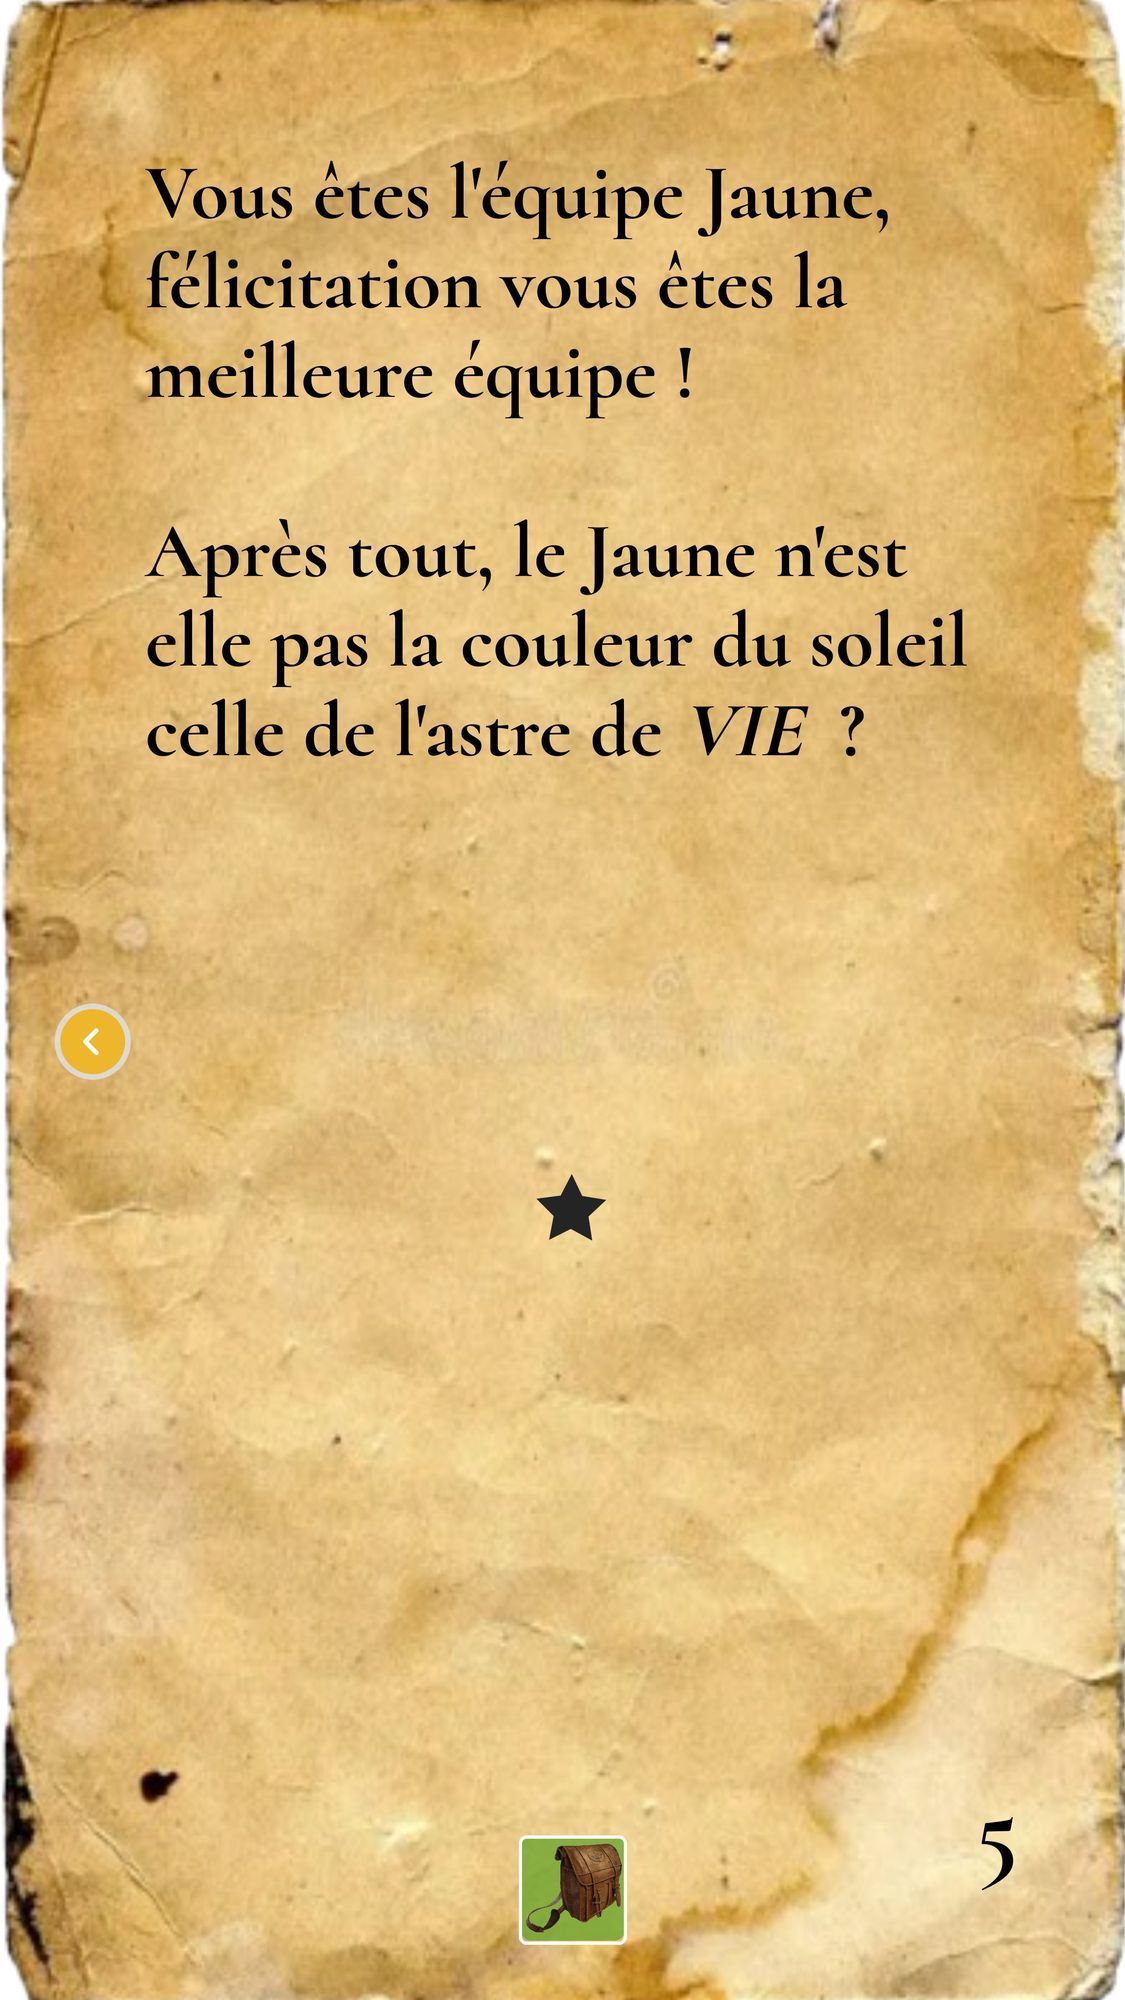 Vous êtes l'équipe Jaune,
félicitation vous êtes la
meilleure équipe !
Après tout, le Jaune n'est
elle pas la couleur du soleil
celle de l'astre de VIE ?
5